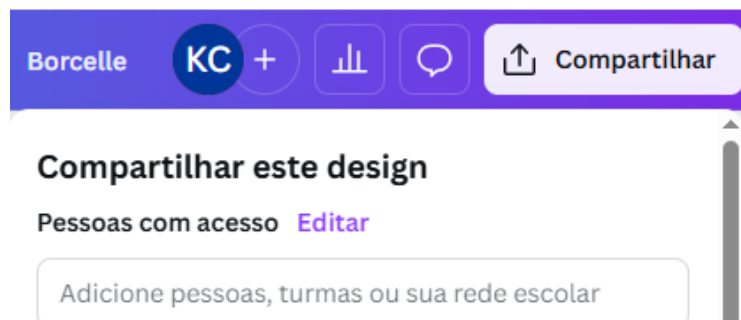 Borcelle KC + Compartilhar
Compartilhar este design
Pessoas com acesso Editar
Adicione pessoas, turmas ou sua rede escolar